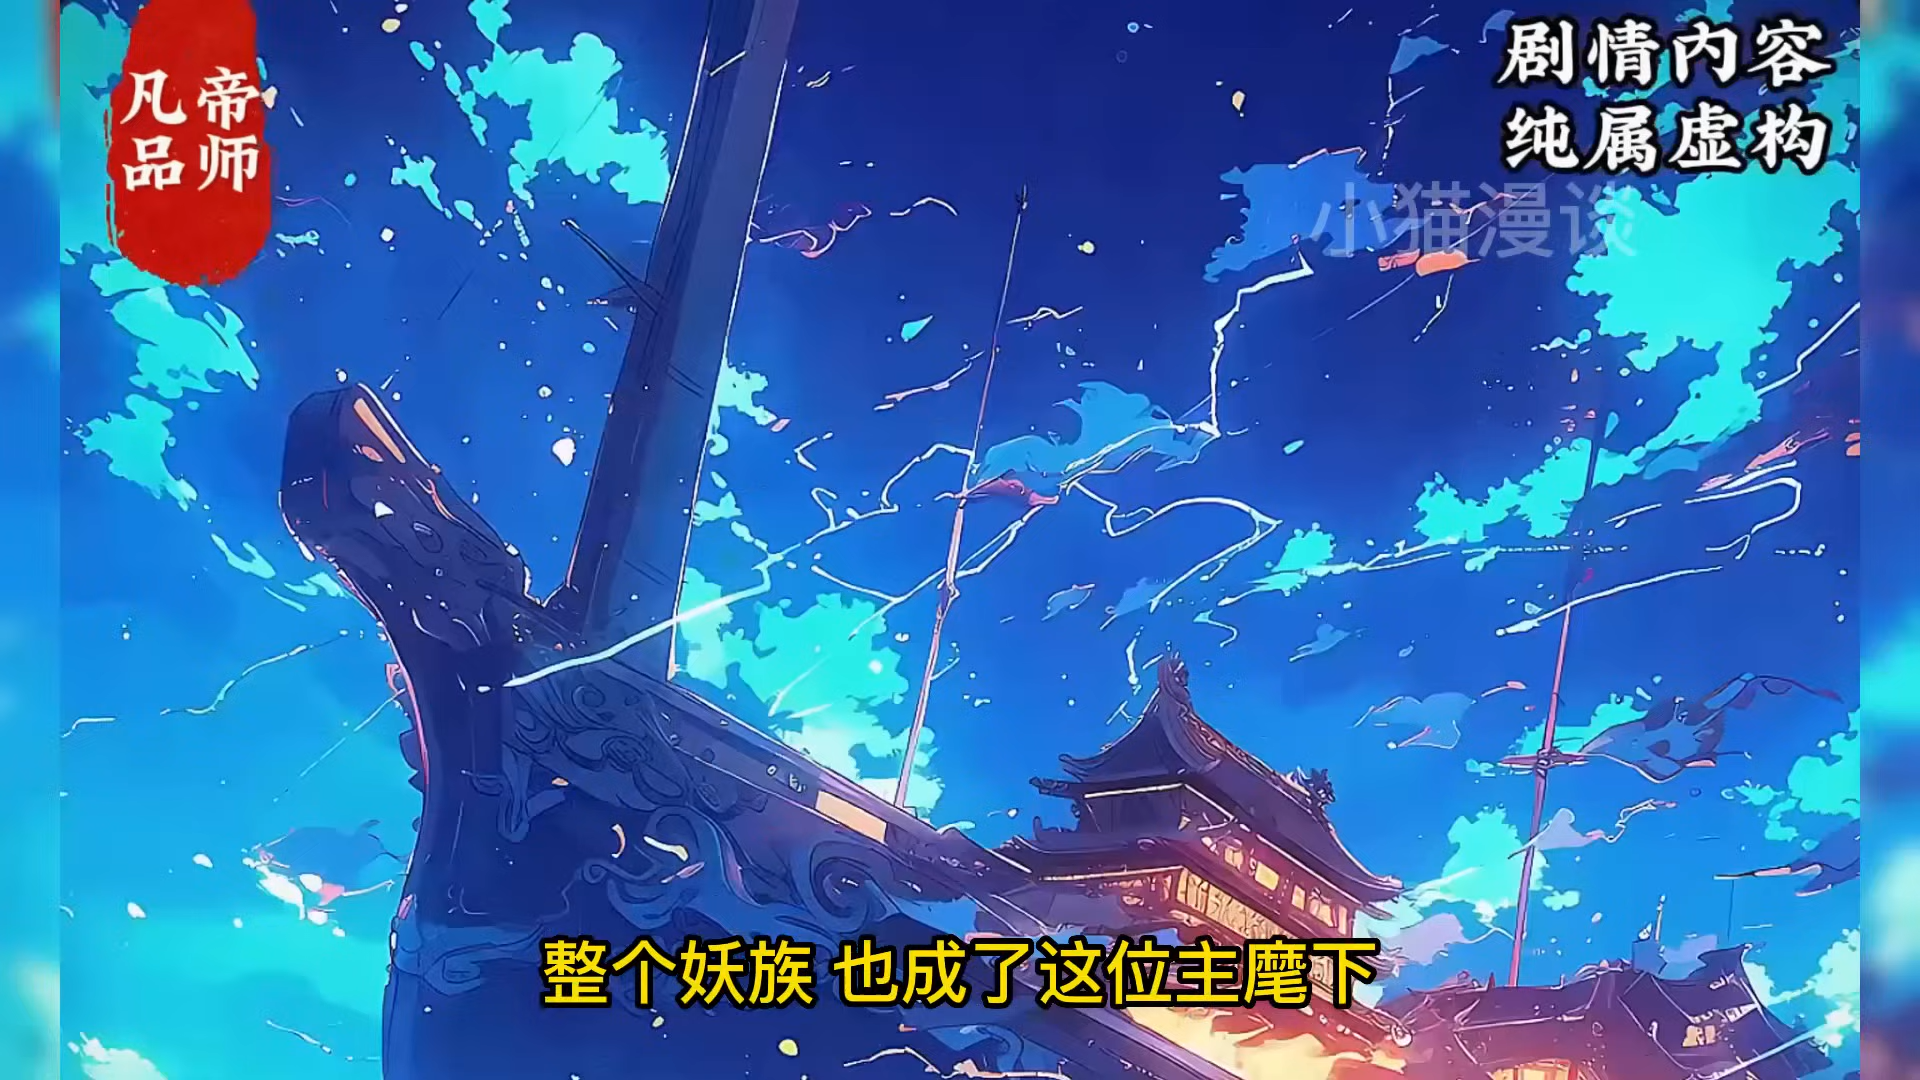 凡品
帝师
剧情内容
纯属虚构
小猫漫谈
整个妖族 也成了这位主麾下